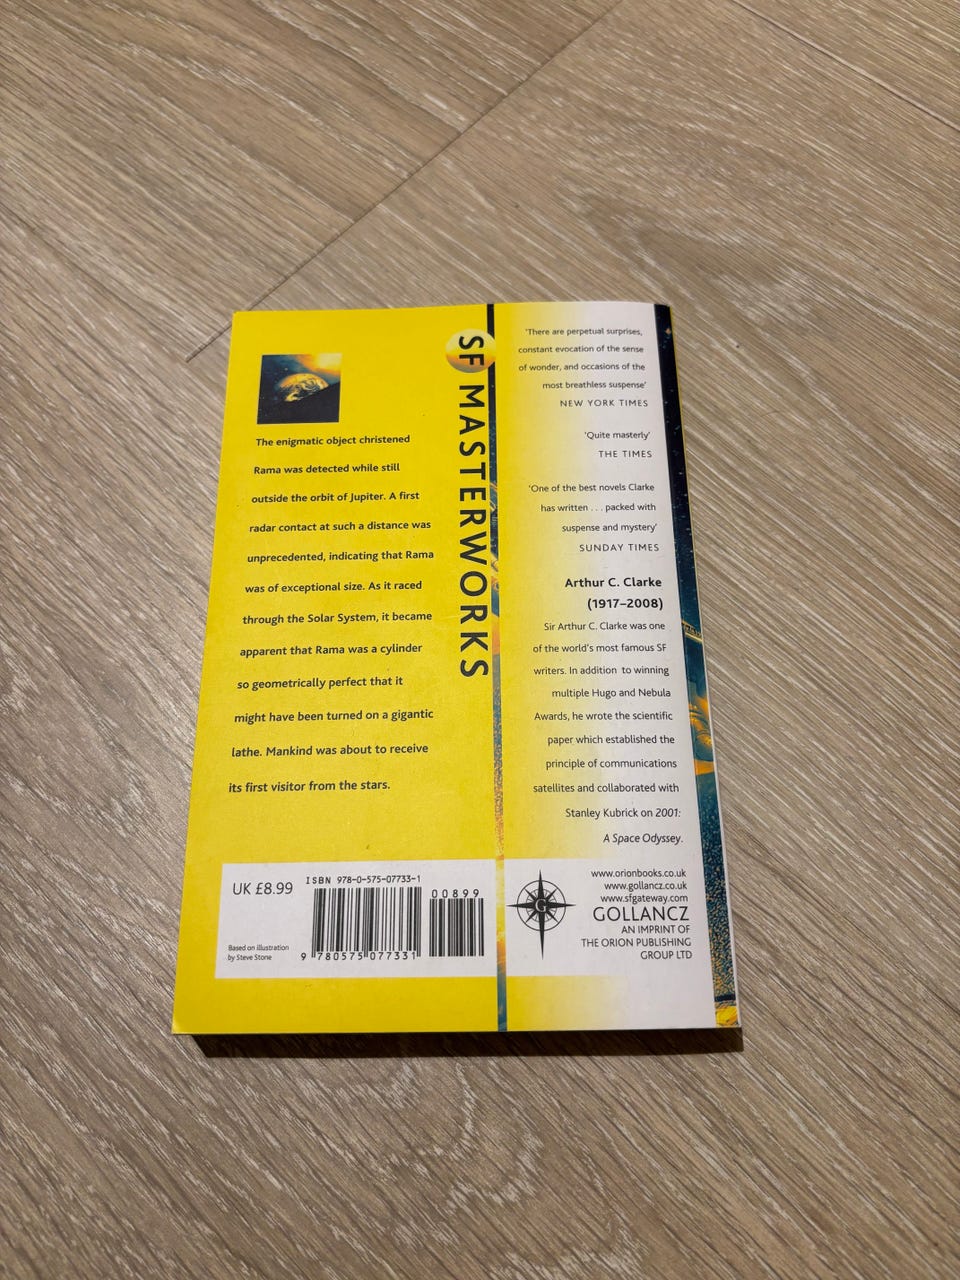 The enigmatic object christened
Rama was detected while still
outside the orbit of Jupiter. A first
radar contact at such a distance was
unprecedented, indicating that Rama
was of exceptional size. As it raced
through the Solar System, it became
apparent that Rama was a cylinder
so geometrically perfect that it
might have been turned on a gigantic
lathe. Mankind was about to receive
its first visitor from the stars.
UK £8.99
ISBN 978-0-575-07733-1
00899
9 780575 077331
Based on illustration
by Steve Stone
SF MASTERWORKS
'There are perpetual surprises,
constant evocation of the sense
of wonder, and occasions of the
most breathless suspense'
NEW YORK TIMES
'Quite masterly'
THE TIMES
'One of the best novels Clarke
has written . . . packed with
suspense and mystery'
SUNDAY TIMES
Arthur C. Clarke
(1917–2008)
Sir Arthur C. Clarke was one
of the world's most famous SF
writers. In addition to winning
multiple Hugo and Nebula
Awards, he wrote the scientific
paper which established the
principle of communications
satellites and collaborated with
Stanley Kubrick on 2001:
A Space Odyssey.
www.orionbooks.co.uk
www.gollancz.co.uk
www.sfgateway.com
G
GOLLANCZ
AN IMPRINT OF
THE ORION PUBLISHING
GROUP LTD